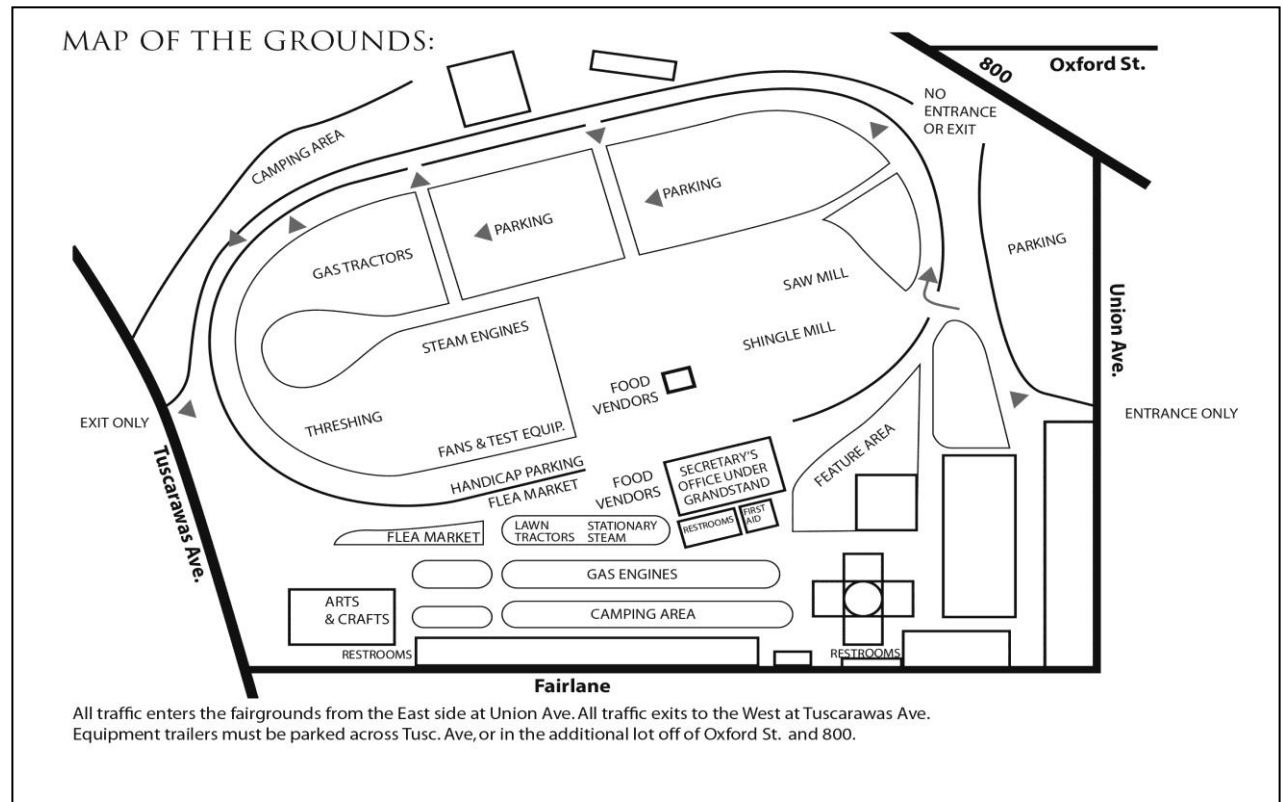 MAP OF THE GROUNDS:
Oxford St.
800
NO
ENTRANCE
OR EXIT
CAMPING AREA
PARKING
PARKING
PARKING
GAS TRACTORS
SAW MILL
Union Ave.
STEAM ENGINES
SHINGLE MILL
FOOD
VENDORS
EXIT ONLY
ENTRANCE ONLY
THRESHING
FANS & TEST EQUIP.
Tuscarawas Ave.
HANDICAP PARKING
FLEA MARKET
FOOD
VENDORS
SECRETARY'S
OFFICE UNDER
GRANDSTAND
FEATURE AREA
RESTROOMS
FIRST
AID
FLEA MARKET
LAWN
TRACTORS
STATIONARY
STEAM
GAS ENGINES
ARTS
& CRAFTS
CAMPING AREA
RESTROOMS
RESTROOMS
Fairlane
All traffic enters the fairgrounds from the East side at Union Ave. All traffic exits to the West at Tuscarawas Ave.
Equipment trailers must be parked across Tusc. Ave, or in the additional lot off of Oxford St. and 800.